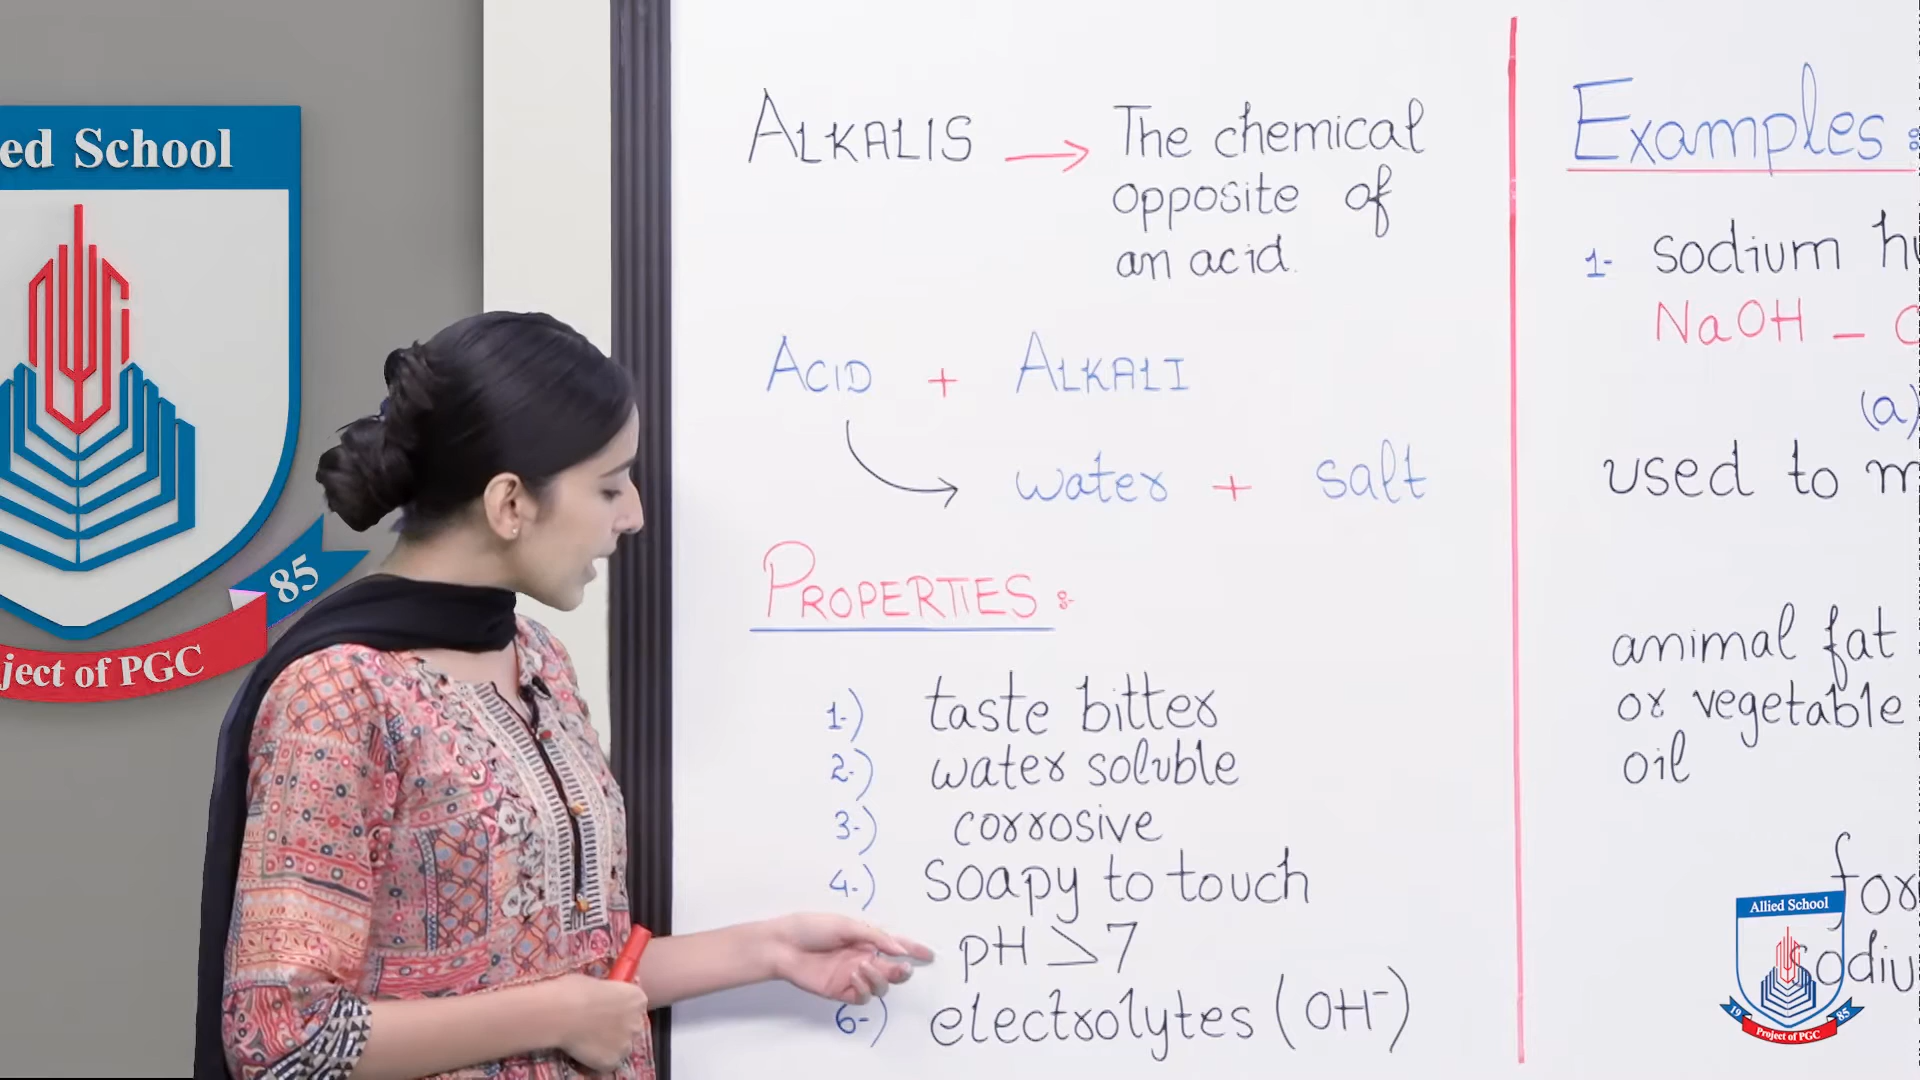 ed School
85
ject of PGC
ALKALIS → The chemical
opposite of
an acid.
ACID + ALKALI
water + salt
PROPERTIES :-
1-) taste bitter
2-) water soluble
3-) corrosive
4-) soapy to touch
pH > 7
6-) electrolytes (OH⁻)
Examples :
1- sodium hy
NaOH – C
(a)
used to m
animal fat
or vegetable
oil
for
sodiu
Allied School
19 85
Project of PGC